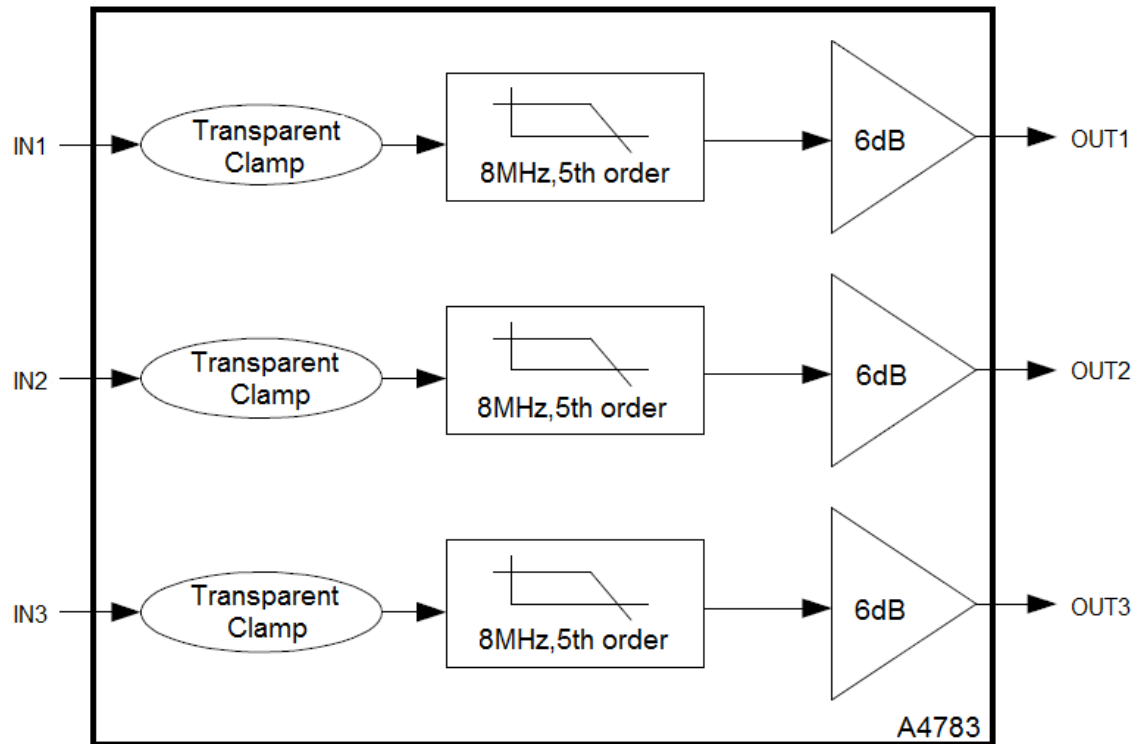 IN1
Transparent
Clamp
8MHz,5th order
6dB
OUT1
IN2
Transparent
Clamp
8MHz,5th order
6dB
OUT2
IN3
Transparent
Clamp
8MHz,5th order
6dB
OUT3
A4783